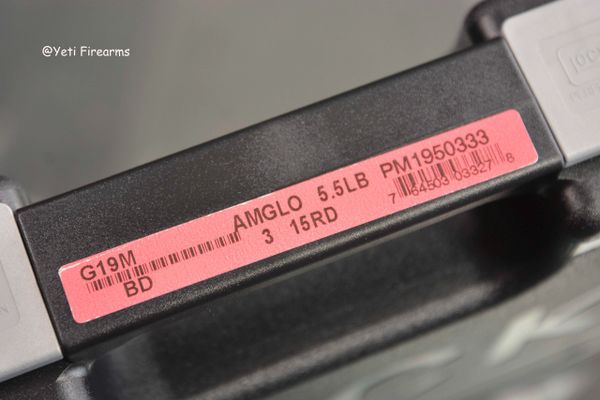 @Yeti Firearms
G19M AMGLO 5.5LB PM1950333
BD 3 15RD 7 64503 03327 8